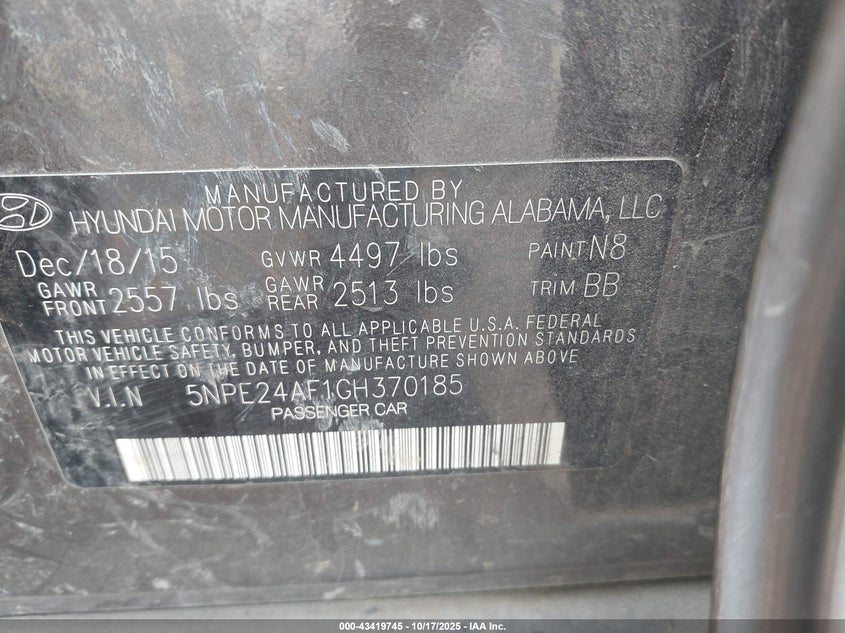 MANUFACTURED BY
HYUNDAI MOTOR MANUFACTURING ALABAMA, LLC
Dec/18/15 GVWR 4497 lbs PAINT N8
GAWR FRONT 2557 lbs GAWR REAR 2513 lbs TRIM BB
THIS VEHICLE CONFORMS TO ALL APPLICABLE U.S.A. FEDERAL
MOTOR VEHICLE SAFETY, BUMPER, AND THEFT PREVENTION STANDARDS
IN EFFECT ON THE DATE OF MANUFACTURE SHOWN ABOVE
V.I.N 5NPE24AF1GH370185
PASSENGER CAR
000-43419745 - 10/17/2025 - IAA Inc.